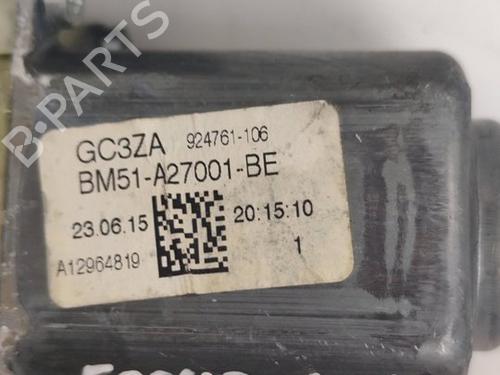 B-PARTS
GC3ZA 924761-106
BM51-A27001-BE
23.06.15 20:15:10
A12964819 1